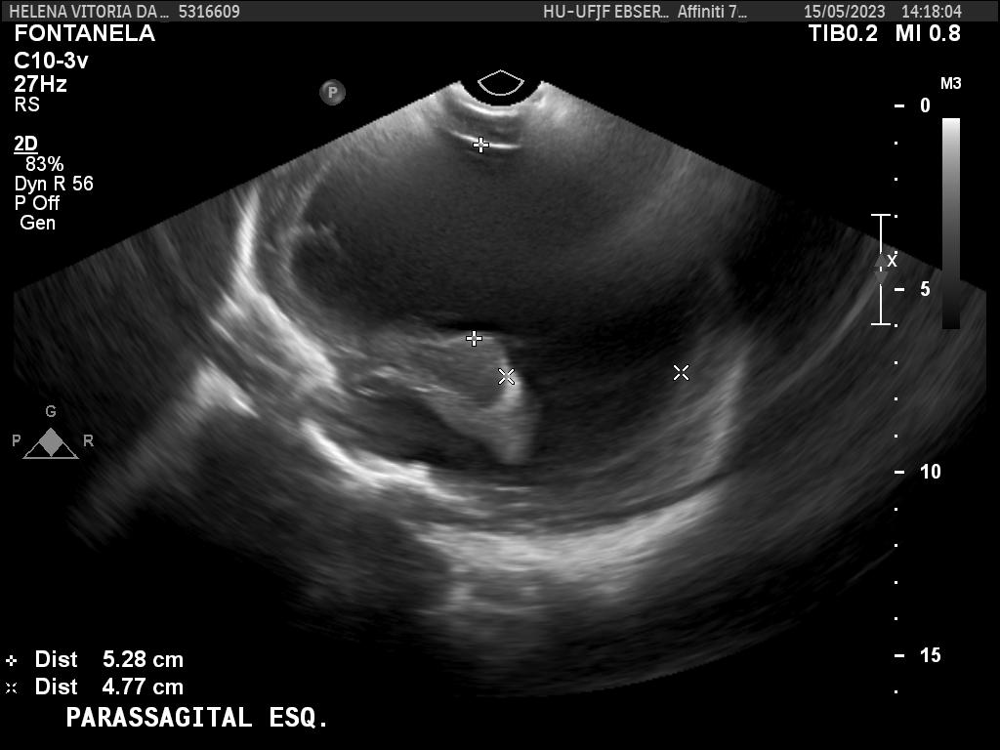 HELENA VITORIA DA ... 5316609 HU-UFJF EBSER... Affiniti 7... 15/05/2023 14:18:04
FONTANELA TIB0.2 MI 0.8
C10-3v
27Hz
RS
P
M3
0
2D
83%
Dyn R 56
P Off
Gen
X
5
G
P R
10
Dist 5.28 cm
Dist 4.77 cm
15
PARASSAGITAL ESQ.